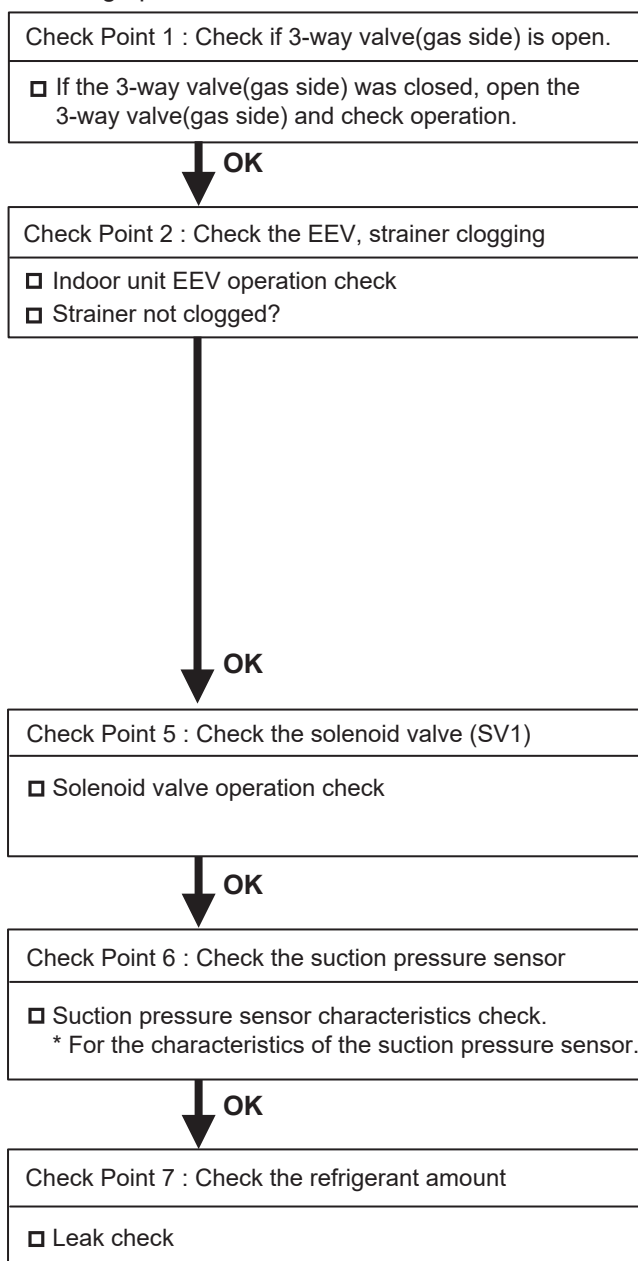 Check Point 1 : Check if 3-way valve(gas side) is open.
If the 3-way valve(gas side) was closed, open the
3-way valve(gas side) and check operation.
OK
Check Point 2 : Check the EEV, strainer clogging
Indoor unit EEV operation check
Strainer not clogged?
OK
Check Point 5 : Check the solenoid valve (SV1)
Solenoid valve operation check
OK
Check Point 6 : Check the suction pressure sensor
Suction pressure sensor characteristics check.
* For the characteristics of the suction pressure sensor.
OK
Check Point 7 : Check the refrigerant amount
Leak check